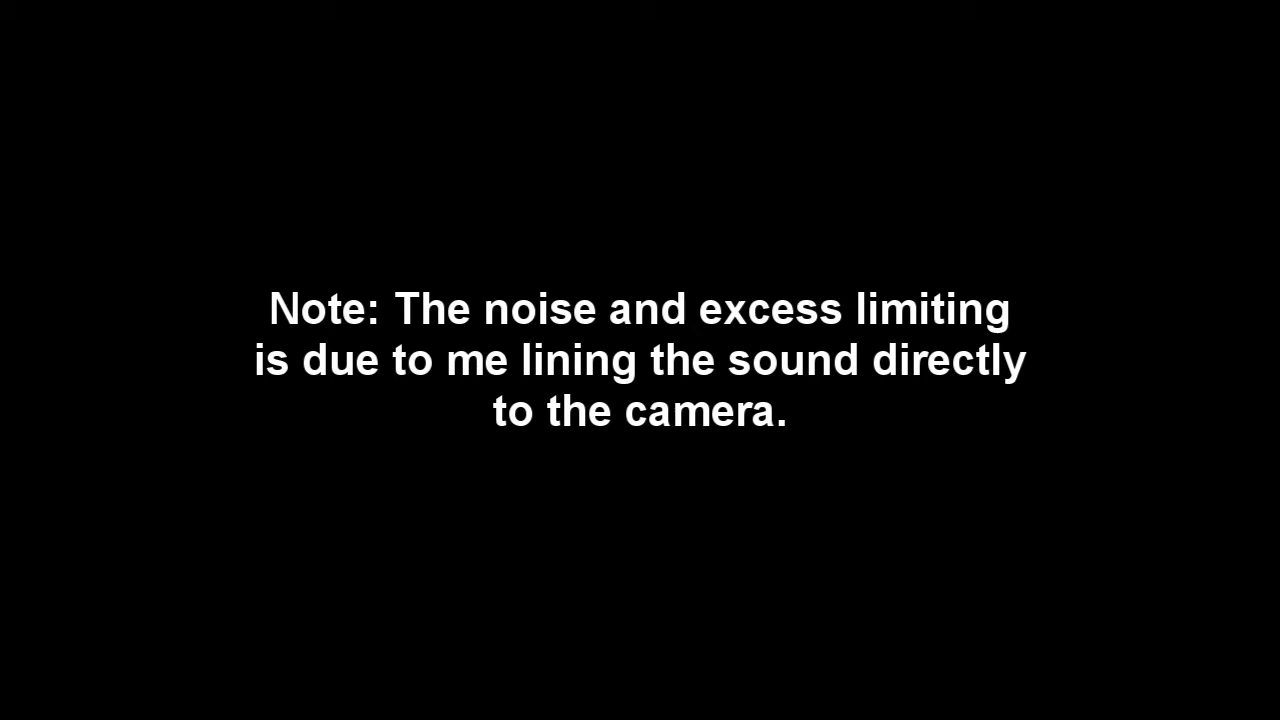 Note: The noise and excess limiting
is due to me lining the sound directly
to the camera.